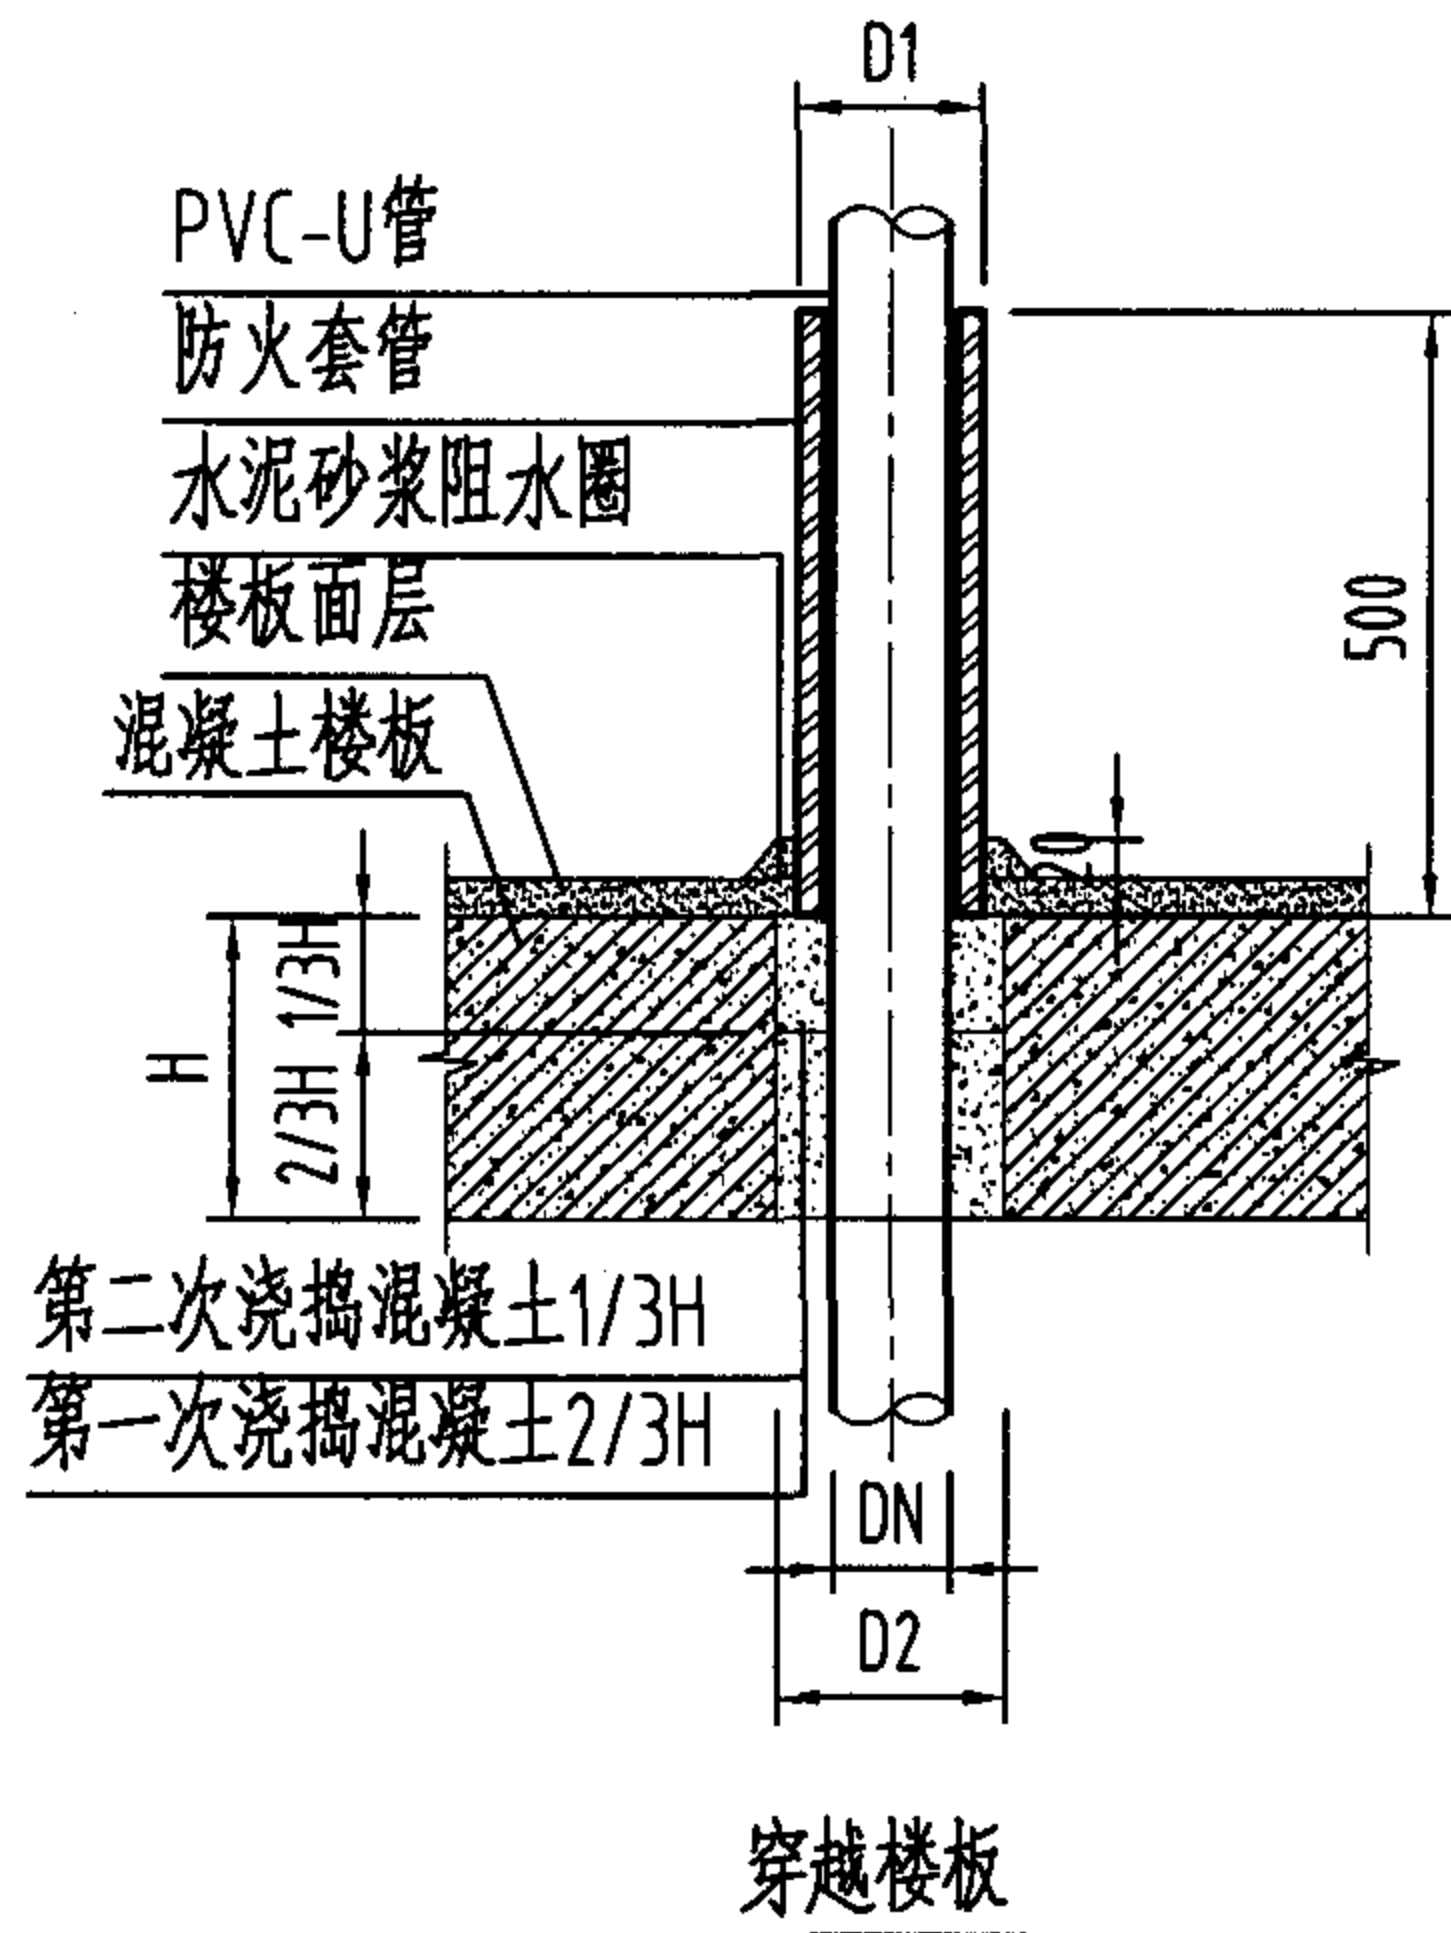 D1
PVC-U管
防火套管
水泥砂浆阻水圈
楼板面层
混凝土楼板
500
H
1/3H
2/3H
第二次浇捣混凝土1/3H
第一次浇捣混凝土2/3H
DN
D2
穿越楼板